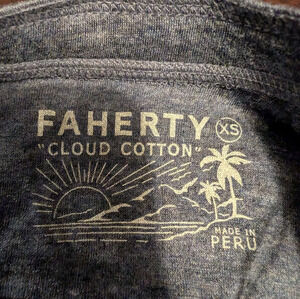 FAHERTY XS
"CLOUD COTTON"
MADE IN
PERU